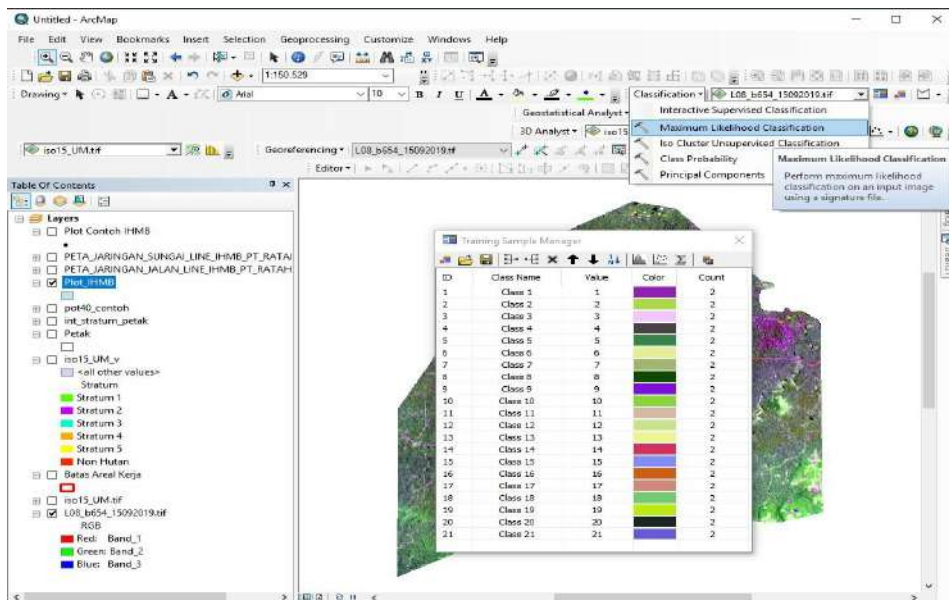 Untitled - ArcMap
File Edit View Bookmarks Insert Selection Geoprocessing Customize Windows Help
1:150.529
Drawing A Arial 10 B I U A Classification L08_b654_15092019.tif
Geostatistical Analyst
Interactive Supervised Classification
3D Analyst iso15
Maximum Likelihood Classification
iso15_UM.tif Georeferencing L08_b654_15092019.tif
Iso Cluster Unsupervised Classification
Editor
Class Probability
Principal Components
Maximum Likelihood Classification
Perform maximum likelihood
classification on an input image
using a signature file.
Table Of Contents
Layers
Plot Contoh IHMB
PETA_JARINGAN_SUNGAI_LINE_IHMB_PT_RATAH
PETA_JARINGAN_JALAN_LINE_IHMB_PT_RATAH
Plot_IHMB
pot40_contoh
int_stratum_petak
Petak
iso15_UM_v
<all other values>
Stratum
Stratum 1
Stratum 2
Stratum 3
Stratum 4
Stratum 5
Non Hutan
Batas Areal Kerja
iso15_UM.tif
L08_b654_15092019.tif
RGB
Red: Band_1
Green: Band_2
Blue: Band_3
Training Sample Manager
ID Class Name Value Color Count
1 Class 1 1 2
2 Class 2 2 2
3 Class 3 3 2
4 Class 4 4 2
5 Class 5 5 2
6 Class 6 6 2
7 Class 7 7 2
8 Class 8 8 2
9 Class 9 9 2
10 Class 10 10 2
11 Class 11 11 2
12 Class 12 12 2
13 Class 13 13 2
14 Class 14 14 2
15 Class 15 15 2
16 Class 16 16 2
17 Class 17 17 2
18 Class 18 18 2
19 Class 19 19 2
20 Class 20 20 2
21 Class 21 21 2